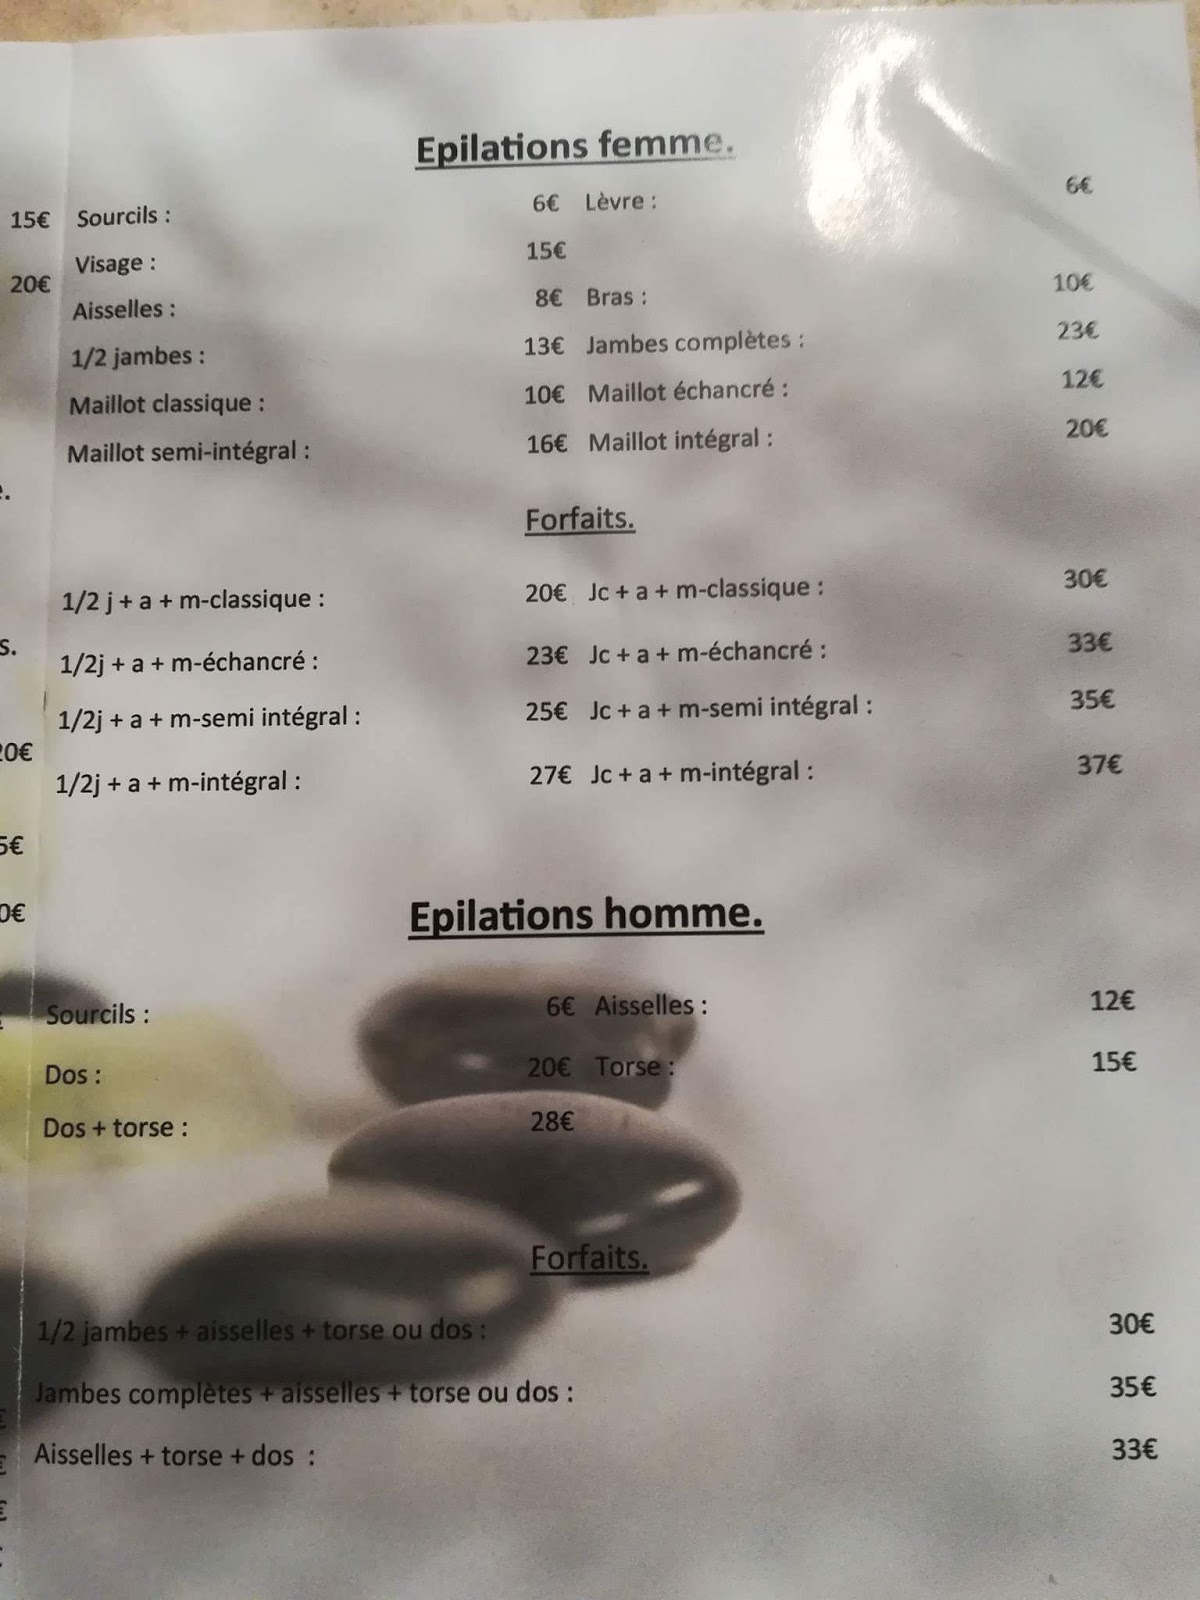 Epilations femme.
15€ Sourcils : 6€ Lèvre : 6€
Visage : 15€
20€
Aisselles : 8€ Bras : 10€
1/2 jambes : 13€ Jambes complètes : 23€
Maillot classique : 10€ Maillot échancré : 12€
Maillot semi-intégral : 16€ Maillot intégral : 20€
Forfaits.
1/2 j + a + m-classique : 20€ Jc + a + m-classique : 30€
1/2j + a + m-échancré : 23€ Jc + a + m-échancré : 33€
1/2j + a + m-semi intégral : 25€ Jc + a + m-semi intégral : 35€
1/2j + a + m-intégral : 27€ Jc + a + m-intégral : 37€
Epilations homme.
Sourcils : 6€ Aisselles : 12€
Dos : 20€ Torse : 15€
Dos + torse : 28€
Forfaits.
1/2 jambes + aisselles + torse ou dos : 30€
Jambes complètes + aisselles + torse ou dos : 35€
Aisselles + torse + dos : 33€